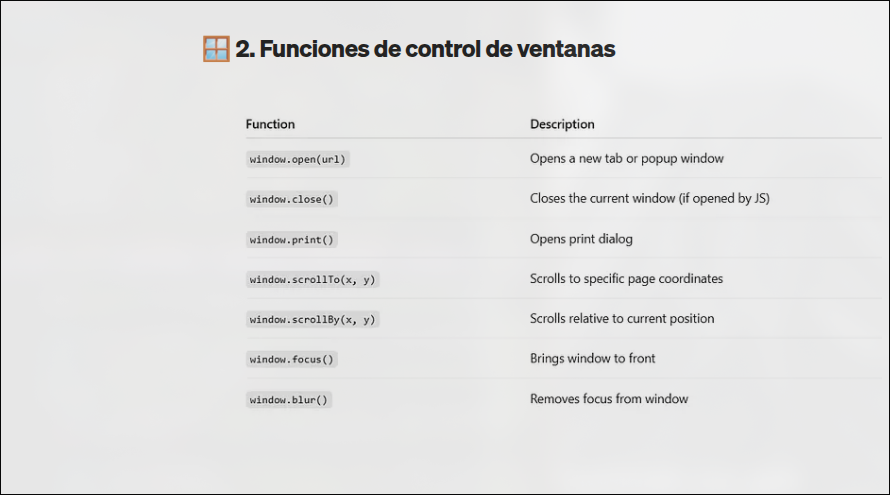 2. Funciones de control de ventanas
Function Description
window.open(url) Opens a new tab or popup window
window.close() Closes the current window (if opened by JS)
window.print() Opens print dialog
window.scrollTo(x, y) Scrolls to specific page coordinates
window.scrollBy(x, y) Scrolls relative to current position
window.focus() Brings window to front
window.blur() Removes focus from window